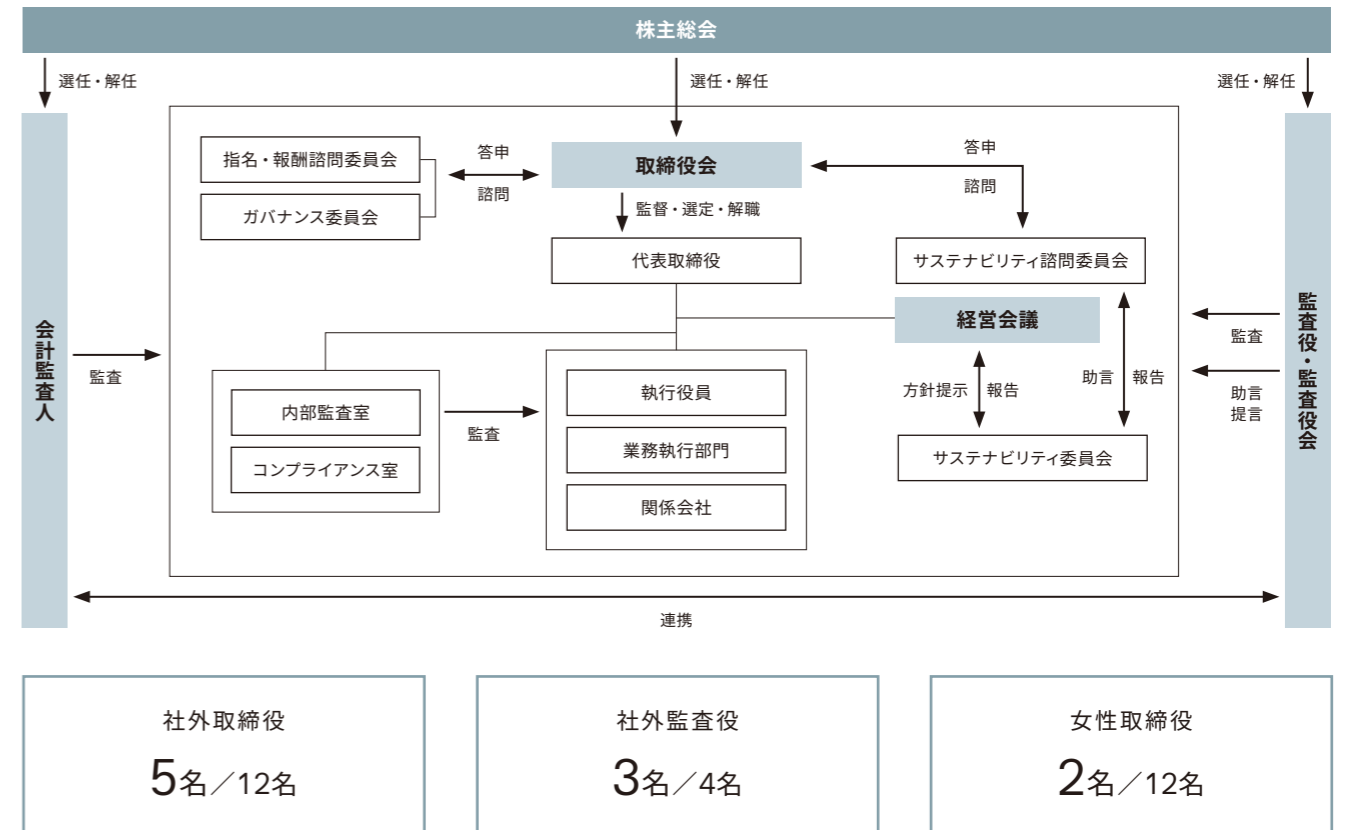 株主総会
選任・解任
選任・解任
選任・解任
指名・報酬諮問委員会
ガバナンス委員会
答申
諮問
取締役会
答申
諮問
監督・選定・解職
代表取締役
サステナビリティ諮問委員会
経営会議
会計監査人
監査
監査役・監査役会
監査
助言
提言
内部監査室
コンプライアンス室
監査
執行役員
業務執行部門
関係会社
方針提示
報告
助言
報告
サステナビリティ委員会
連携
社外取締役
5名／12名
社外監査役
3名／4名
女性取締役
2名／12名